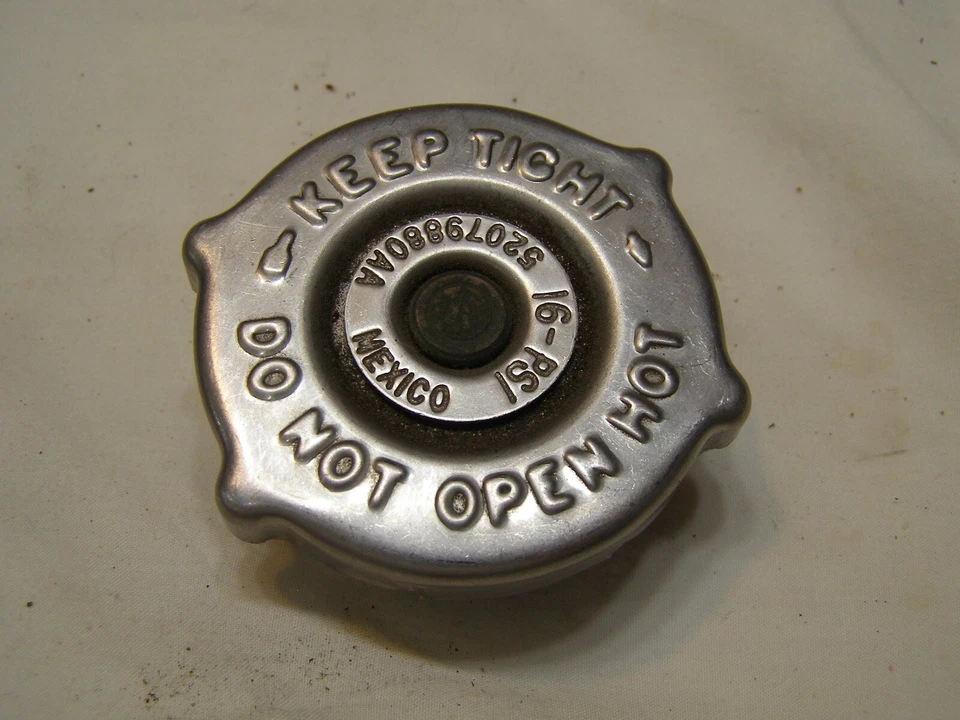 KEEP TIGHT
DO NOT OPEN HOT
52079880AA
16-PSI
MEXICO